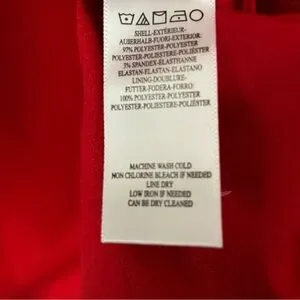 SHELL-EXTÉRIEUR-
AUßERHALB-FUORI-EXTERIOR:
97% POLYESTER-POLYESTER
POLYESTER-POLIESTERE-POLIÉSTER
3% SPANDEX-ELASTHANNE
ELASTAN-ELASTAN-ELASTANO
LINING-DOUBLURE-
FUTTER-FODERA-FORRO:
100% POLYESTER-POLYESTER
POLYESTER-POLIESTERE-POLIÉSTER
MACHINE WASH COLD
NON CHLORINE BLEACH IF NEEDED
LINE DRY
LOW IRON IF NEEDED
CAN BE DRY CLEANED